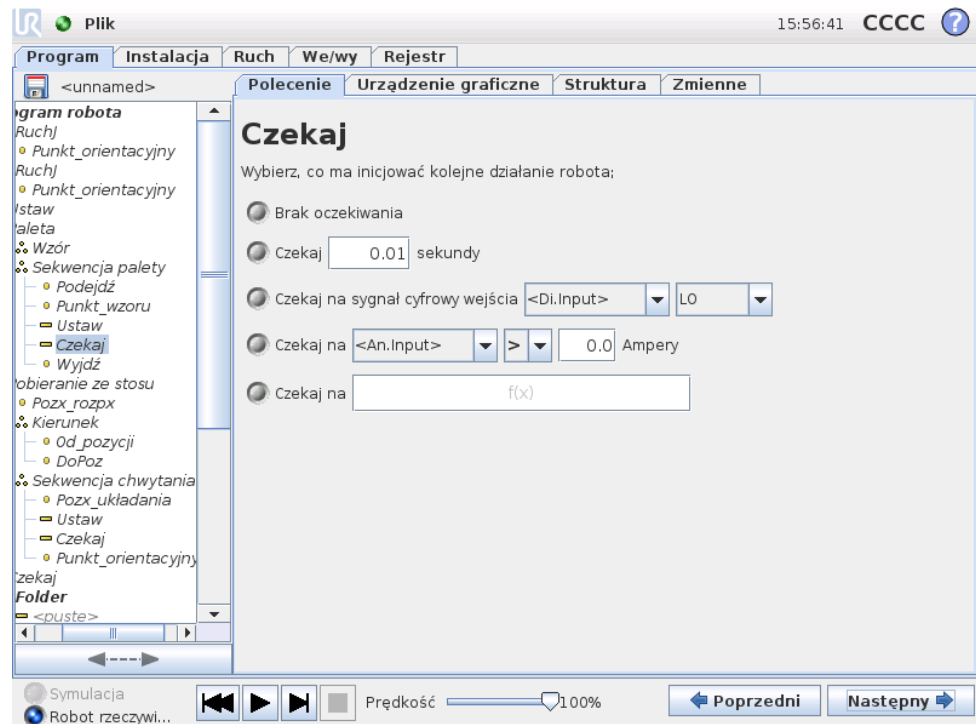 UR Plik 15:56:41 CCCC ?
Program Instalacja Ruch We/wy Rejestr
<unnamed>
Polecenie Urządzenie graficzne Struktura Zmienne
ogram robota
RuchJ
Punkt_orientacyjny
RuchJ
Punkt_orientacyjny
Istaw
Paleta
Wzór
Sekwencja palety
Podejdź
Punkt_wzoru
Ustaw
Czekaj
Wyjdź
Pobieranie ze stosu
Pozx_rozpx
Kierunek
Od_pozycji
DoPoz
Sekwencja chwytania
Pozx_układania
Ustaw
Czekaj
Punkt_orientacyjny
Czekaj
Folder
<puste>
Czekaj
Wybierz, co ma inicjować kolejne działanie robota;
Brak oczekiwania
Czekaj 0.01 sekundy
Czekaj na sygnał cyfrowy wejścia <Di.Input> LO
Czekaj na <An.Input> > 0.0 Ampery
Czekaj na f(x)
Symulacja
Robot rzeczywi...
Prędkość 100%
Poprzedni Następny